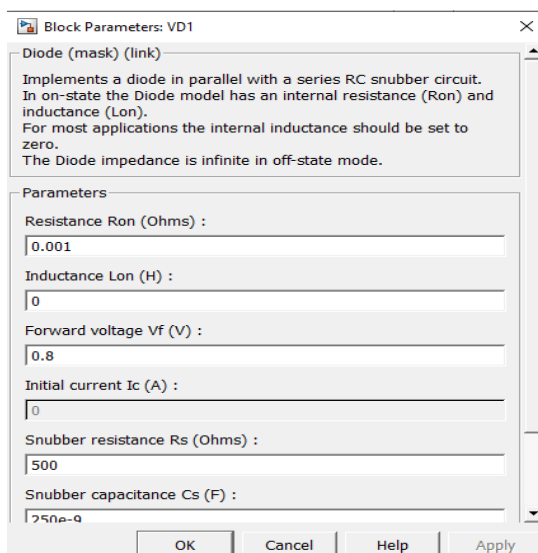 Block Parameters: VD1
Diode (mask) (link)
Implements a diode in parallel with a series RC snubber circuit.
In on-state the Diode model has an internal resistance (Ron) and
inductance (Lon).
For most applications the internal inductance should be set to
zero.
The Diode impedance is infinite in off-state mode.
Parameters
Resistance Ron (Ohms) :
0.001
Inductance Lon (H) :
0
Forward voltage Vf (V) :
0.8
Initial current Ic (A) :
0
Snubber resistance Rs (Ohms) :
500
Snubber capacitance Cs (F) :
250e-9
OK Cancel Help Apply